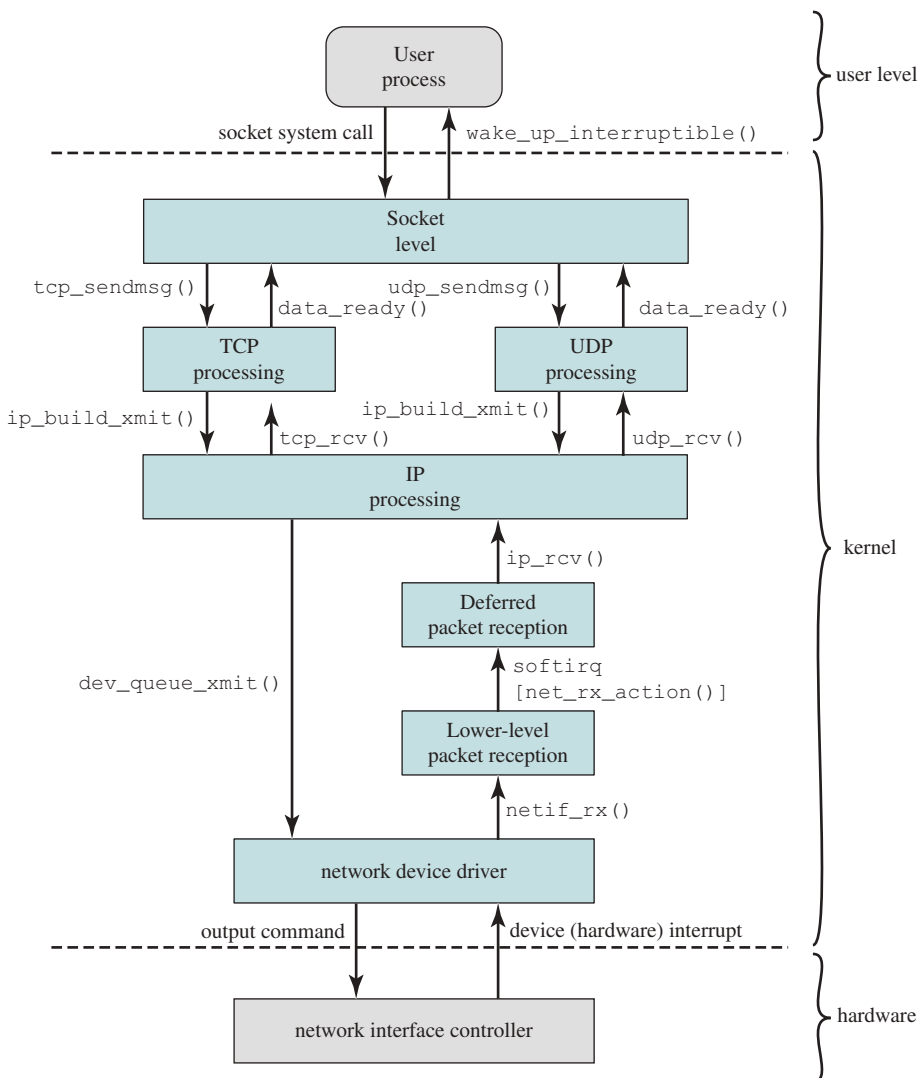 User
process
user level
socket system call
wake_up_interruptible()
Socket
level
tcp_sendmsg()
udp_sendmsg()
data_ready()
data_ready()
TCP
processing
UDP
processing
ip_build_xmit()
ip_build_xmit()
tcp_rcv()
udp_rcv()
IP
processing
kernel
ip_rcv()
Deferred
packet reception
softirq
[net_rx_action()]
dev_queue_xmit()
Lower-level
packet reception
netif_rx()
network device driver
output command
device (hardware) interrupt
network interface controller
hardware